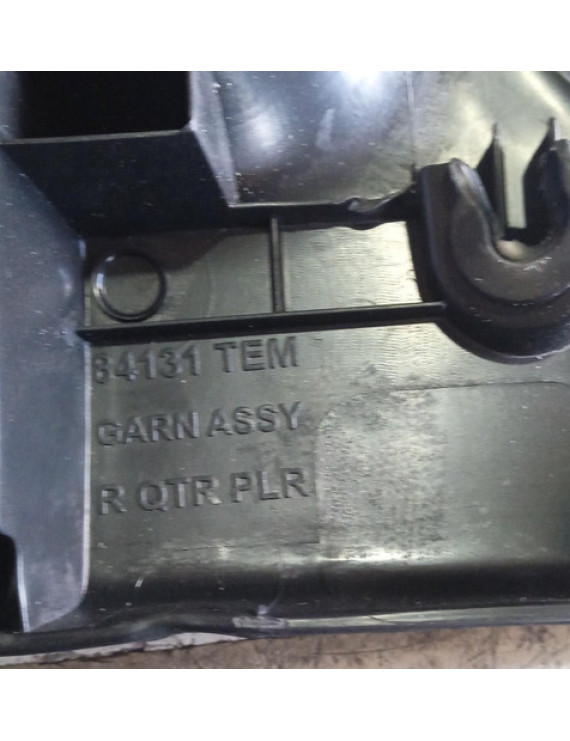 84131 TEM
GARN ASSY
R QTR PLR